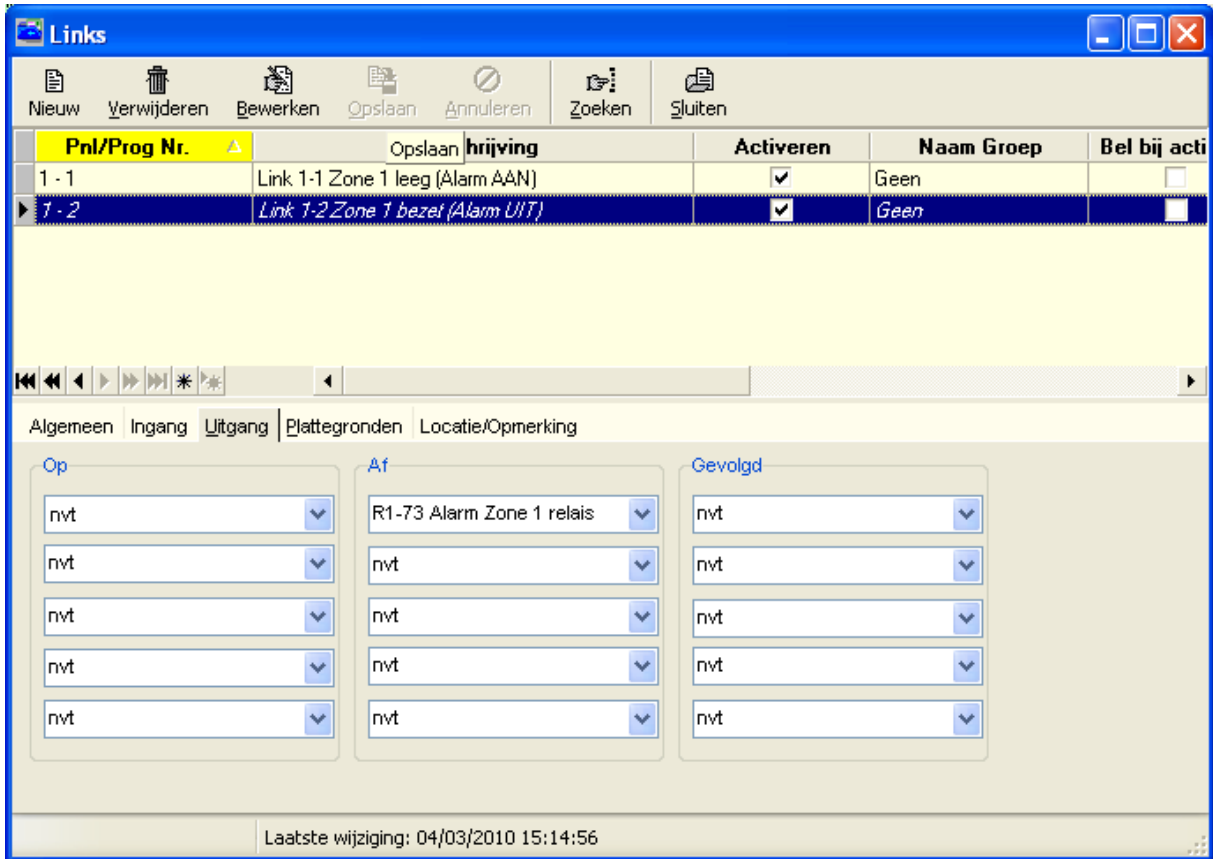 Links
Nieuw Verwijderen Bewerken Opslaan Annuleren Zoeken Sluiten
Pnl/Prog Nr. Opslaan hrijving Activeren Naam Groep Bel bij acti
1 - 1 Link 1-1 Zone 1 leeg (Alarm AAN) Geen
1 - 2 Link 1-2 Zone 1 bezet (Alarm UIT) Geen
Algemeen Ingang Uitgang Plattegronden Locatie/Opmerking
Op Af Gevolgd
nvt R1-73 Alarm Zone 1 relais nvt
nvt nvt nvt
nvt nvt nvt
nvt nvt nvt
nvt nvt nvt
Laatste wijziging: 04/03/2010 15:14:56